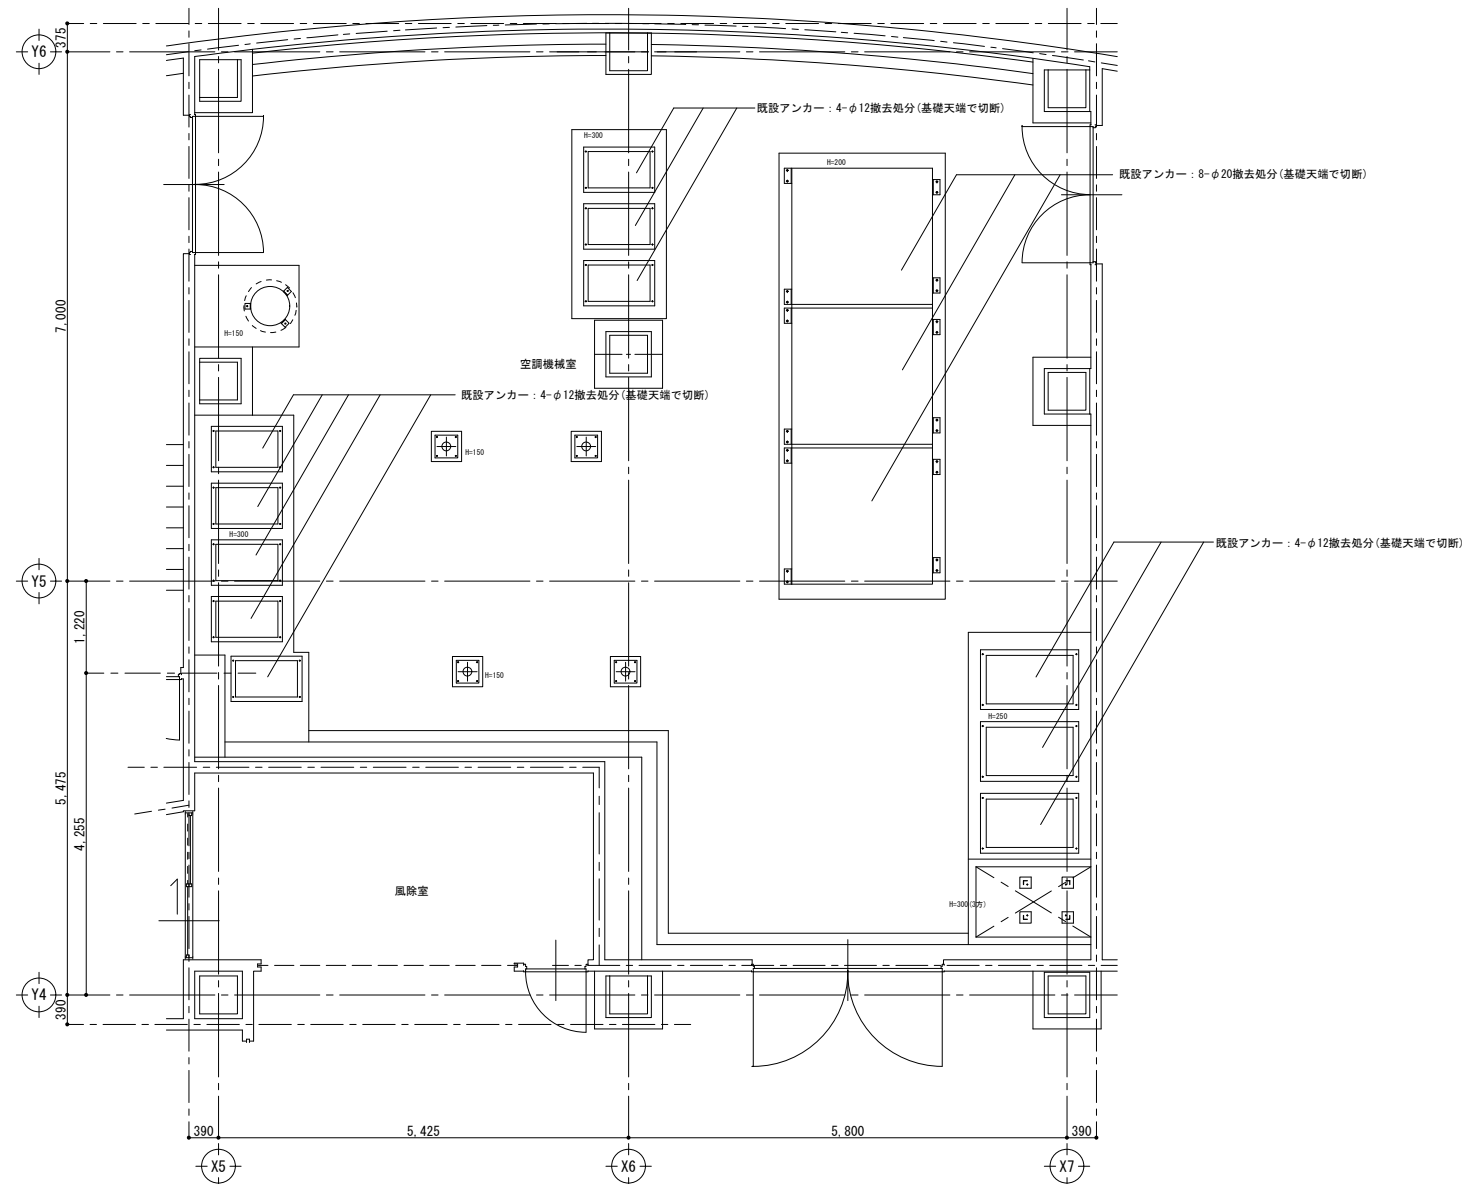 Y6
375
既設アンカー：4-φ12撤去処分(基礎天端で切断)
H=300
H=200
既設アンカー：8-φ20撤去処分(基礎天端で切断)
7,000
H=150
空調機械室
既設アンカー：4-φ12撤去処分(基礎天端で切断)
H=150
H=300
既設アンカー：4-φ12撤去処分(基礎天端で切断)
Y5
1,220
H=150
H=250
5,475
4,255
風除室
H=300(3方)
Y4
390
390
5,425
5,800
390
X5
X6
X7